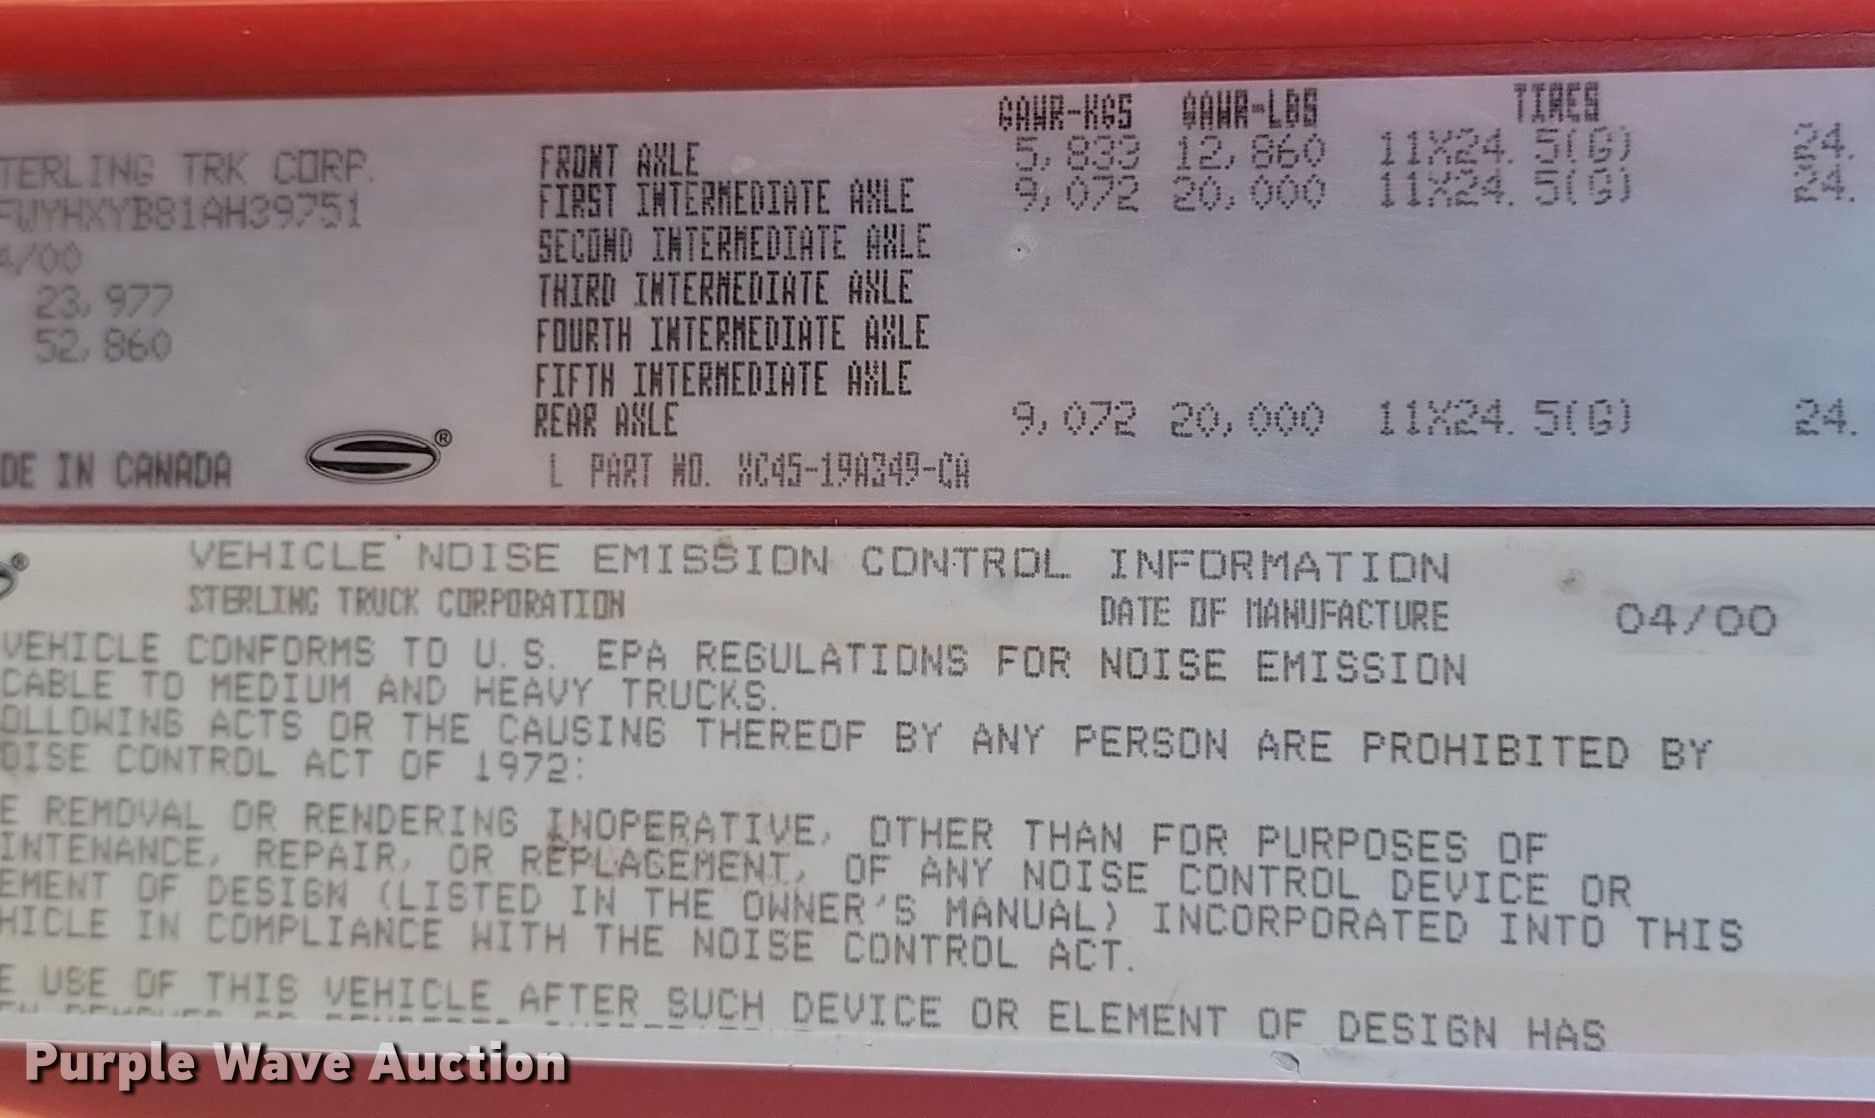 GAWR-KGS GAWR-LBS TIRES
TERLING TRK CORP. FRONT AXLE 5,833 12,860 11X24.5(G) 24.
FWYHXYB81AH39751 FIRST INTERMEDIATE AXLE 9,072 20,000 11X24.5(G) 24.
4/00 SECOND INTERMEDIATE AXLE
23,977 THIRD INTERMEDIATE AXLE
52,860 FOURTH INTERMEDIATE AXLE
FIFTH INTERMEDIATE AXLE
REAR AXLE 9,072 20,000 11X24.5(G) 24.
DE IN CANADA ® L PART NO. XC45-19A349-CA
® VEHICLE NOISE EMISSION CONTROL INFORMATION
STERLING TRUCK CORPORATION DATE OF MANUFACTURE 04/00
VEHICLE CONFORMS TO U.S. EPA REGULATIONS FOR NOISE EMISSION
CABLE TO MEDIUM AND HEAVY TRUCKS.
OLLOWING ACTS OR THE CAUSING THEREOF BY ANY PERSON ARE PROHIBITED BY
OISE CONTROL ACT OF 1972:
E REMOVAL OR RENDERING INOPERATIVE, OTHER THAN FOR PURPOSES OF
INTENANCE, REPAIR, OR REPLACEMENT, OF ANY NOISE CONTROL DEVICE OR
EMENT OF DESIGN (LISTED IN THE OWNER'S MANUAL) INCORPORATED INTO THIS
HICLE IN COMPLIANCE WITH THE NOISE CONTROL ACT.
E USE OF THIS VEHICLE AFTER SUCH DEVICE OR ELEMENT OF DESIGN HAS
Purple Wave Auction